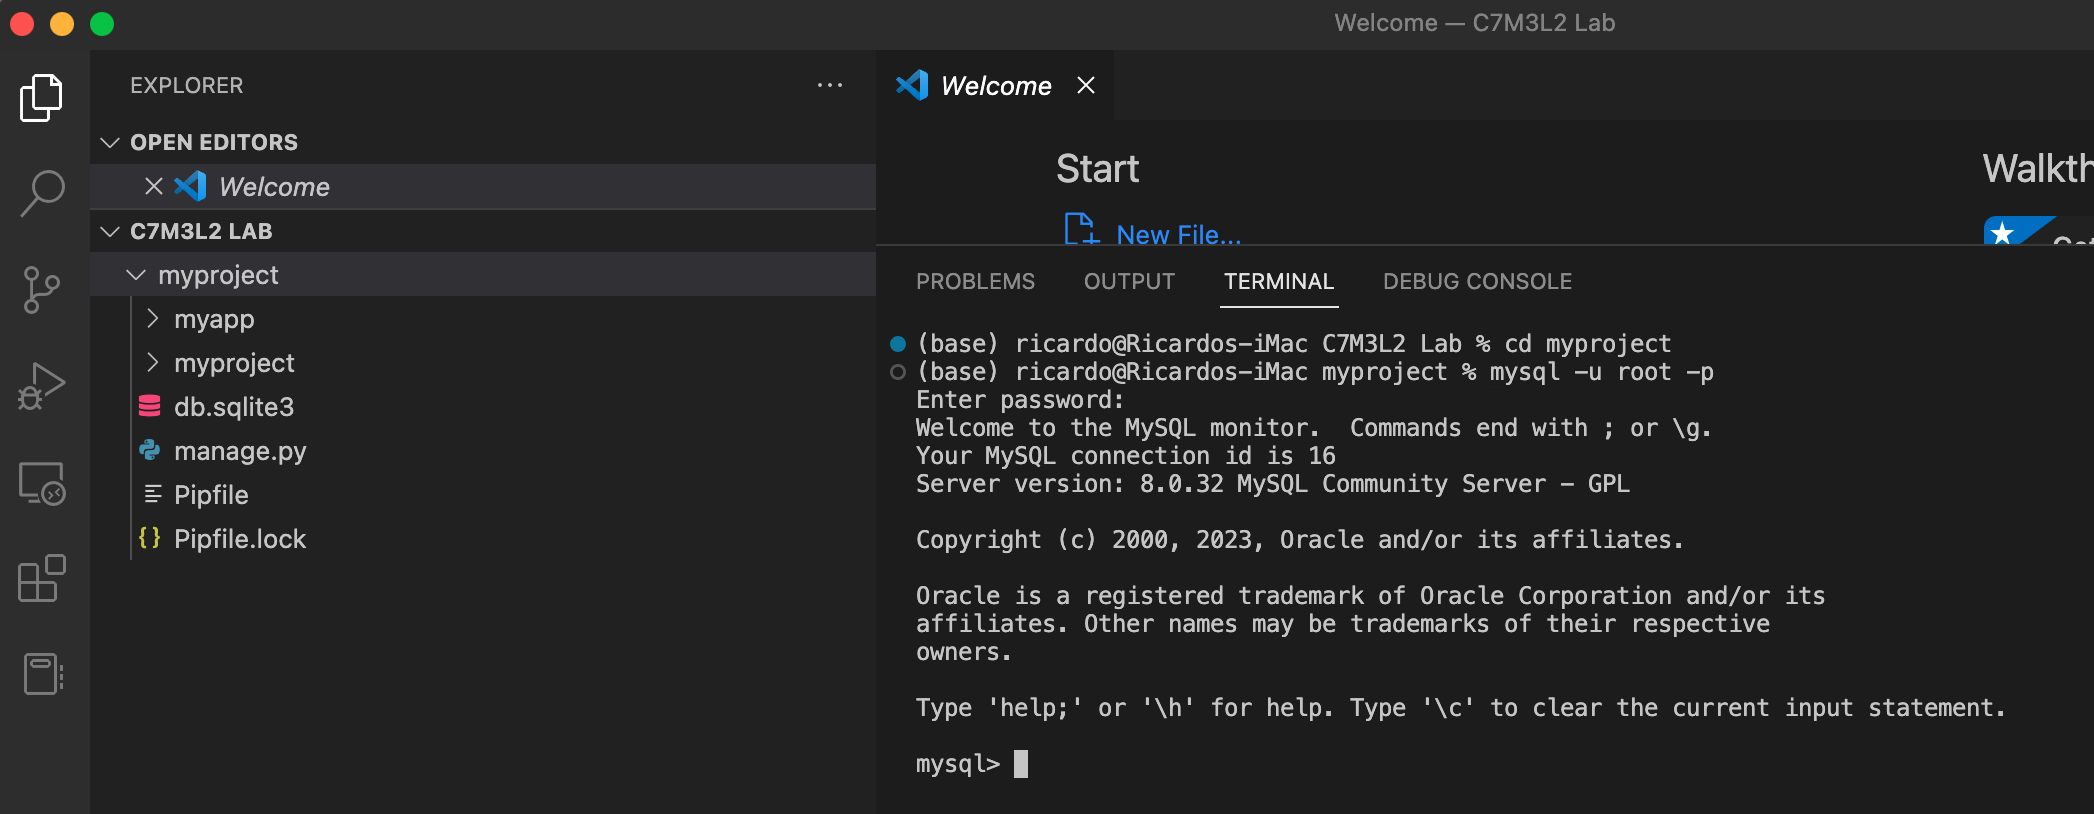 Welcome — C7M3L2 Lab
EXPLORER
OPEN EDITORS
Welcome
C7M3L2 LAB
myproject
myapp
myproject
db.sqlite3
manage.py
Pipfile
Pipfile.lock
Welcome
Start
New File...
PROBLEMS OUTPUT TERMINAL DEBUG CONSOLE
(base) ricardo@Ricardos-iMac C7M3L2 Lab % cd myproject
(base) ricardo@Ricardos-iMac myproject % mysql -u root -p
Enter password:
Welcome to the MySQL monitor.  Commands end with ; or \g.
Your MySQL connection id is 16
Server version: 8.0.32 MySQL Community Server - GPL
Copyright (c) 2000, 2023, Oracle and/or its affiliates.
Oracle is a registered trademark of Oracle Corporation and/or its
affiliates. Other names may be trademarks of their respective
owners.
Type 'help;' or '\h' for help. Type '\c' to clear the current input statement.
mysql>